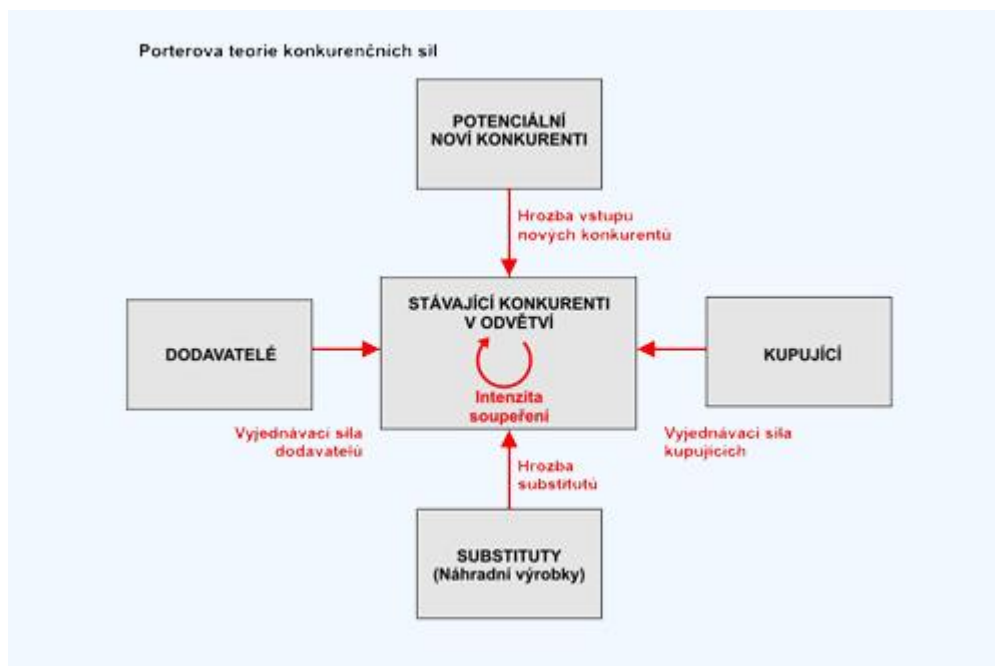 Porterova teorie konkurenčních sil
POTENCIÁLNÍ
NOVÍ KONKURENTI
Hrozba vstupu
nových konkurentů
STÁVAJÍCÍ KONKURENTI
V ODVĚTVÍ
Intenzita
soupeření
DODAVATELÉ
KUPUJÍCÍ
Vyjednávací síla
dodavatelů
Vyjednávací síla
kupujících
Hrozba
substitutů
SUBSTITUTY
(Náhradní výrobky)